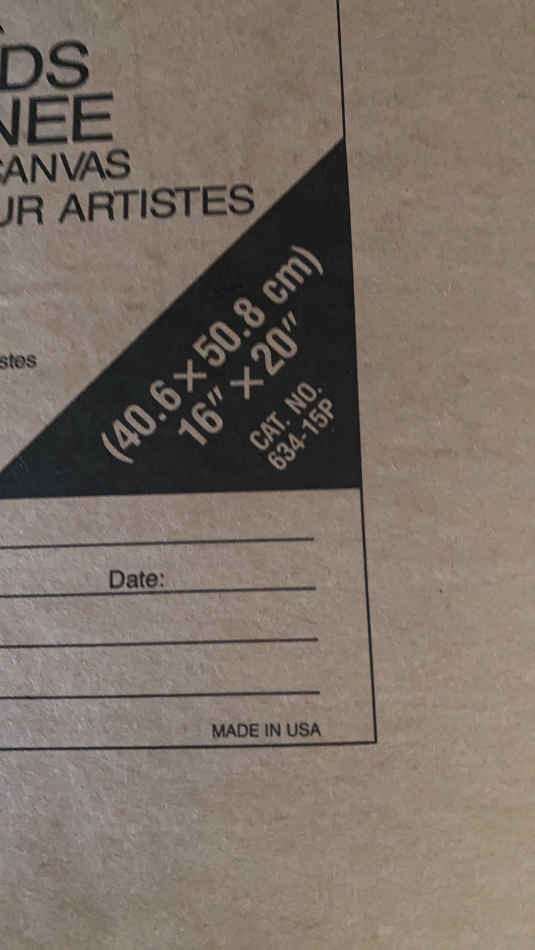 DS
NEE
CANVAS
UR ARTISTES
stes
(40.6 × 50.8 cm)
16" × 20"
CAT. NO.
634-15P
Date:
MADE IN USA